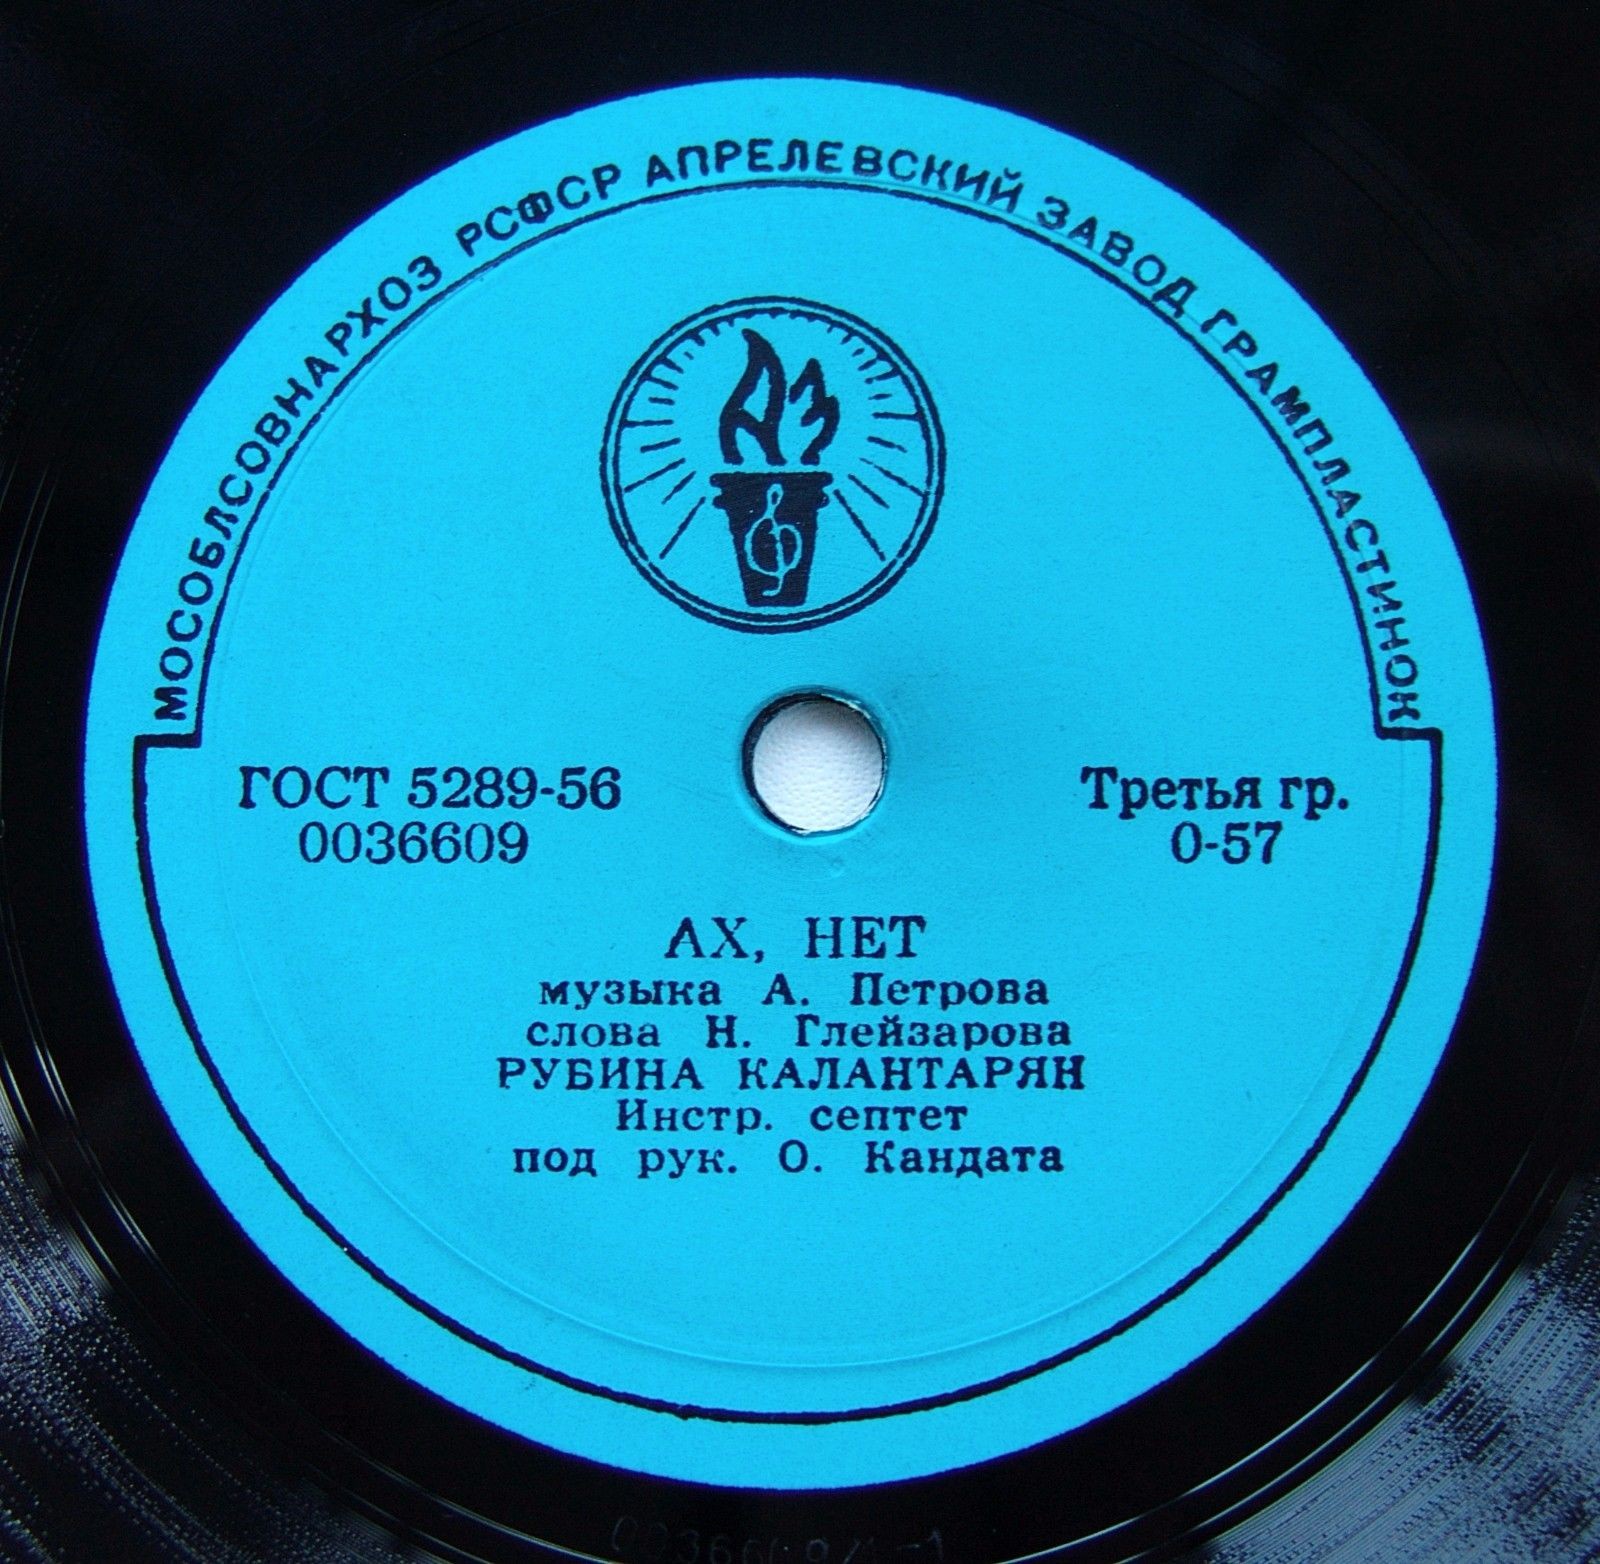 МОСОБЛСОВНАРХОЗ РСФСР АПРЕЛЕВСКИЙ ЗАВОД ГРАМПЛАСТИНОК
АЗ
ГОСТ 5289-56
0036609
Третья гр.
0-57
АХ, НЕТ
музыка А. Петрова
слова Н. Глейзарова
РУБИНА КАЛАНТАРЯН
Инстр. септет
под рук. О. Кандата